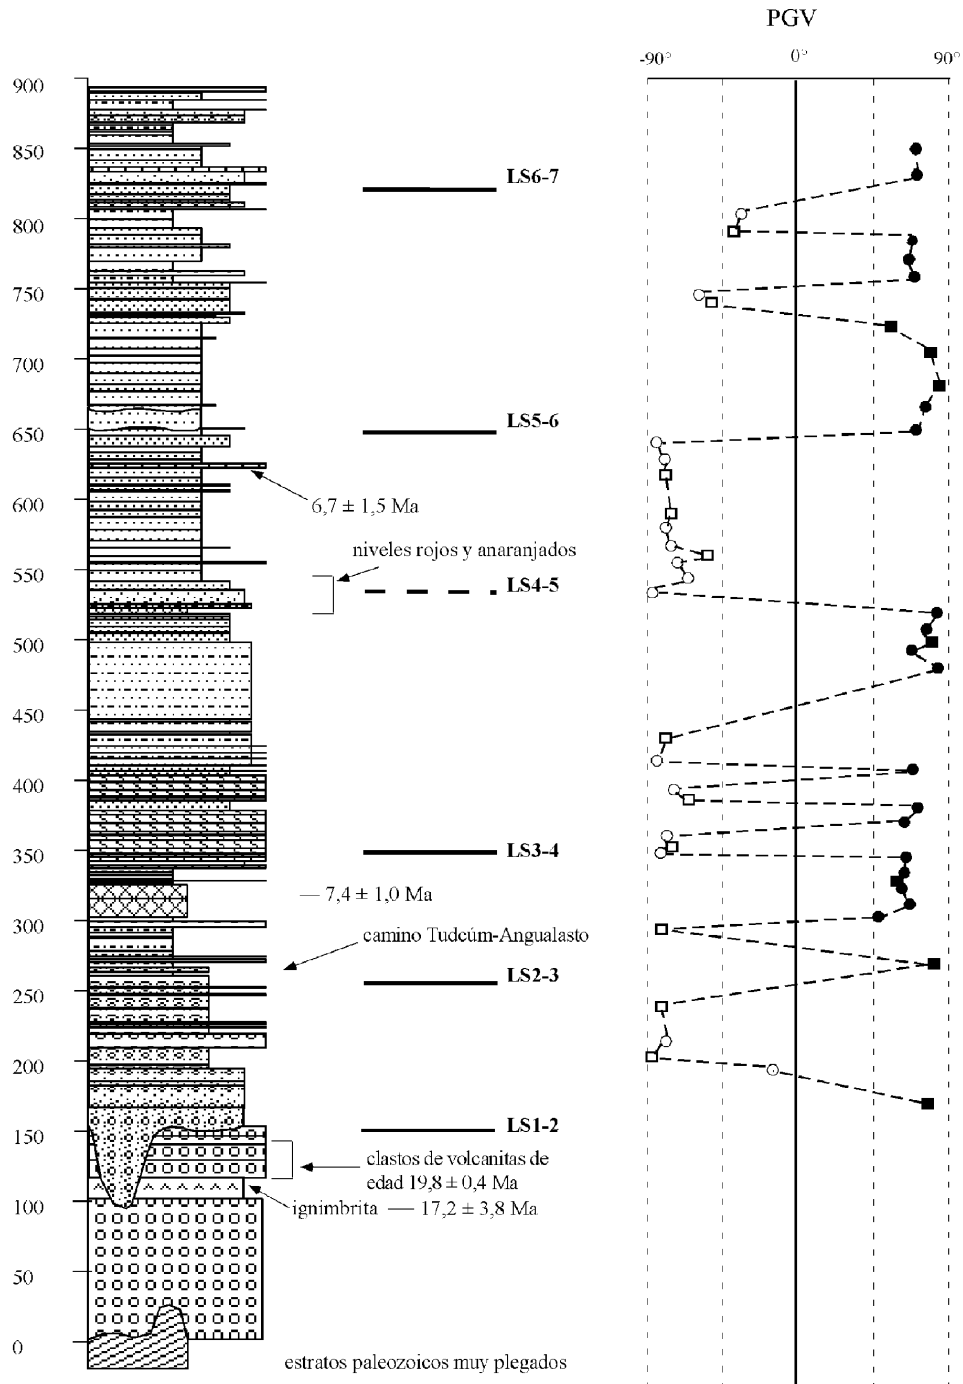 PGV
-90° 0° 90°
900
850
LS6-7
800
750
700
650
LS5-6
600
6,7 ± 1,5 Ma
niveles rojos y anaranjados
550
LS4-5
500
450
400
350
LS3-4
7,4 ± 1,0 Ma
300
camino Tudcúm-Angualasto
250
LS2-3
200
150
LS1-2
clastos de volcanitas de
edad 19,8 ± 0,4 Ma
100
ignimbrita — 17,2 ± 3,8 Ma
50
0
estratos paleozoicos muy plegados